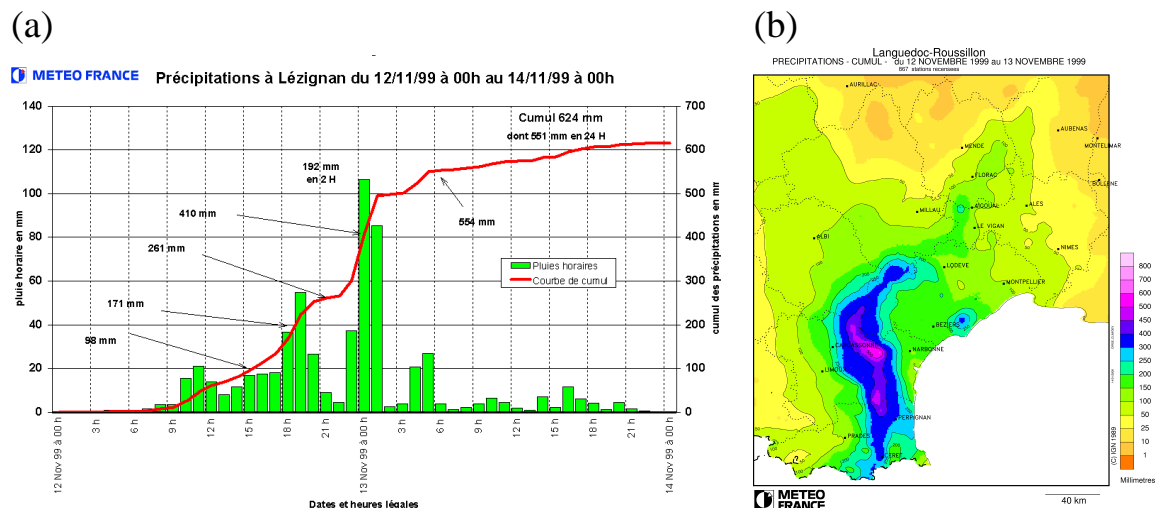 (a)
METEO FRANCE
Précipitations à Lézignan du 12/11/99 à 00h au 14/11/99 à 00h
pluie horaire en mm
140
120
100
80
60
40
20
0
Cumul 624 mm
dont 551 mm en 24 H
192 mm
en 2 H
410 mm
554 mm
261 mm
171 mm
98 mm
Pluies horaires
Courbe de cumul
700
600
500
400
300
200
100
0
cumul des précipitations en mm
12 Nov 99 à 00 h
3 h
6 h
9 h
12 h
15 h
18 h
21 h
13 Nov 99 à 00 h
3 h
6 h
9 h
12 h
15 h
18 h
21 h
14 Nov 99 à 00 h
Dates et heures légales
(b)
Languedoc-Roussillon
PRECIPITATIONS - CUMUL - du 12 NOVEMBRE 1999 au 13 NOVEMBRE 1999
867 stations recensees
AURILLAC
AUBENAS
MENDE
MONTELIMAR
FLORAC
BOLLENE
MILLAU
AIGOUAL
ALES
LE VIGAN
ALBI
NIMES
LODEVE
MONTPELLIER
BEZIERS
CARCASSONNE
NARBONNE
LIMOUX
PERPIGNAN
PRADES
CERET
800
700
600
500
450
400
350
300
250
200
150
100
50
25
10
1
Millimetres
(C) IGN 1989
METEO
FRANCE
40 km